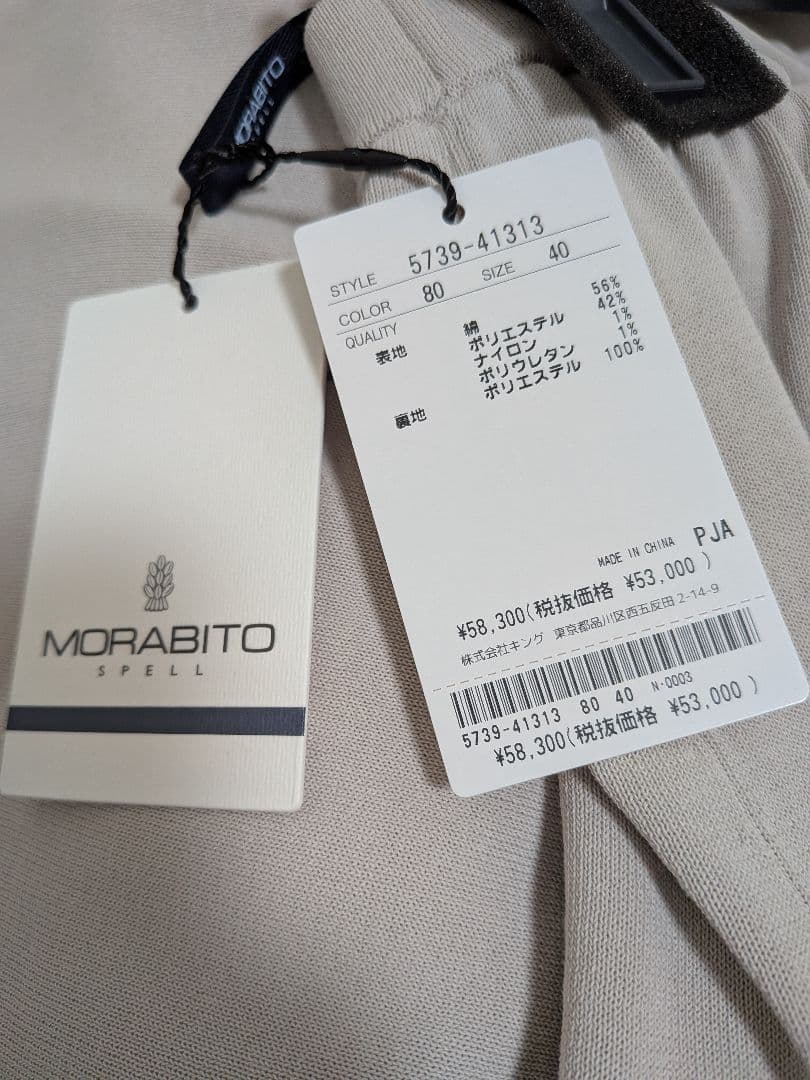 MORABITO
SPELL
MORABITO
SPELL
STYLE 5739-41313
COLOR 80 SIZE 40
QUALITY
表地 綿 56%
ポリエステル 42%
ナイロン 1%
ポリウレタン 1%
裏地 ポリエステル 100%
MADE IN CHINA PJA
¥58,300(税抜価格 ¥53,000 )
株式会社キング 東京都品川区西五反田 2-14-9
5739-41313 80 40 N-0003
¥58,300(税抜価格 ¥53,000 )